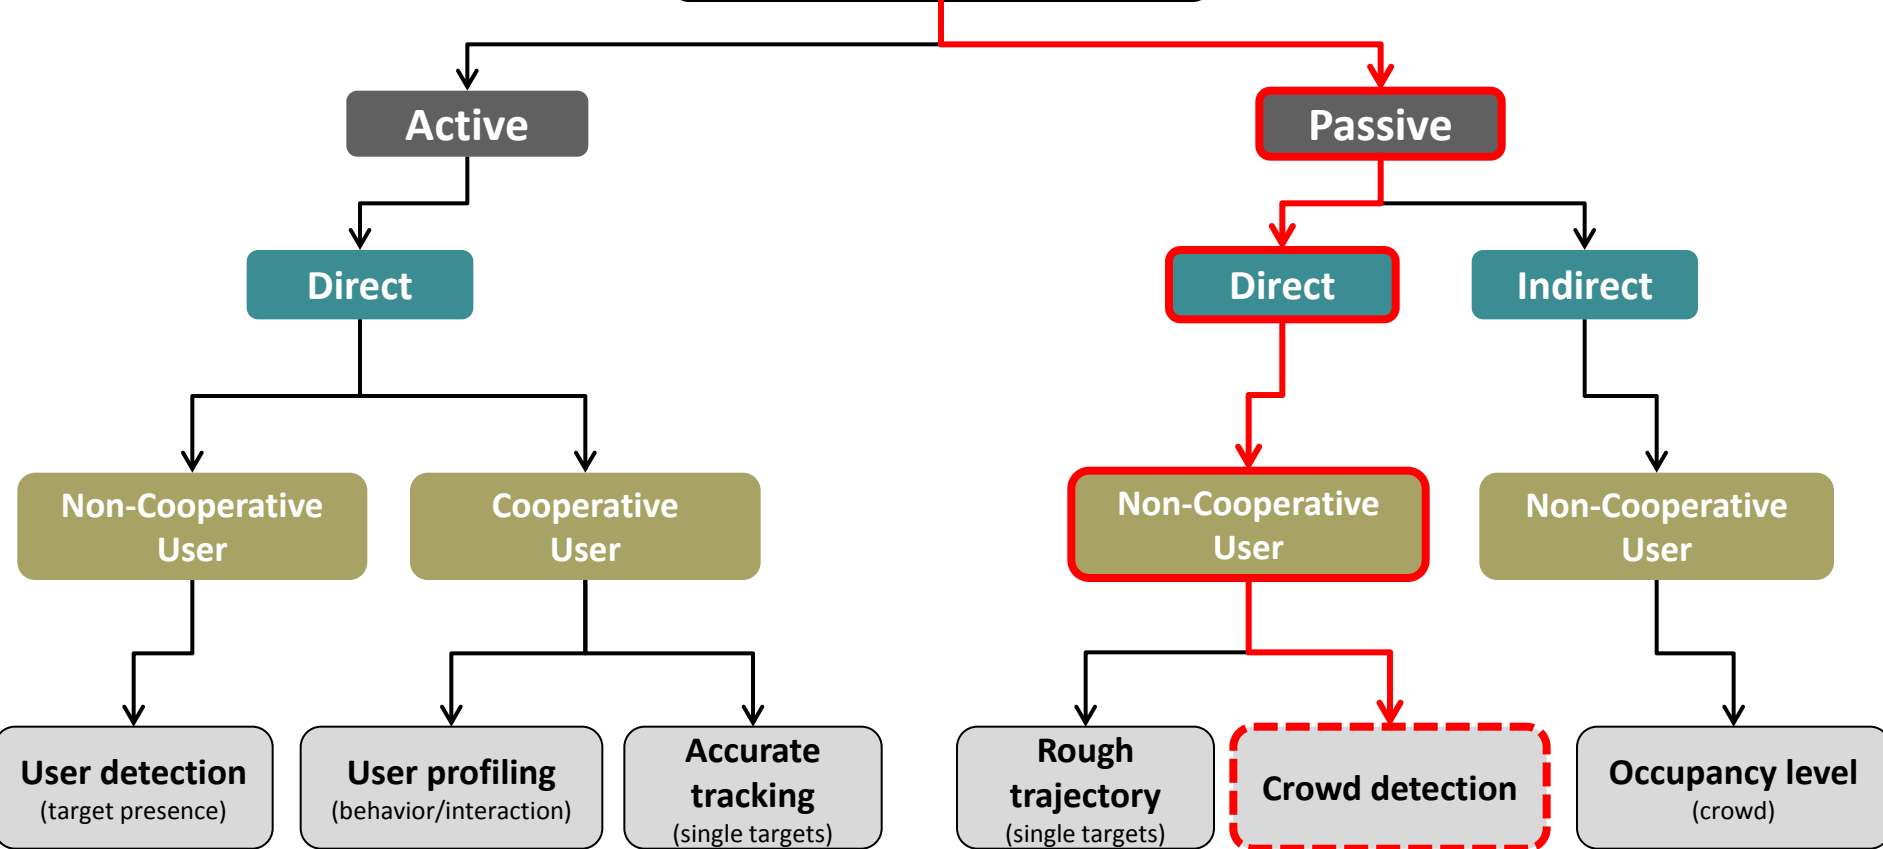 Active
Passive
Direct
Direct
Indirect
Non-Cooperative
User
Cooperative
User
Non-Cooperative
User
Non-Cooperative
User
User detection
(target presence)
User profiling
(behavior/interaction)
Accurate
tracking
(single targets)
Rough
trajectory
(single targets)
Crowd detection
Occupancy level
(crowd)